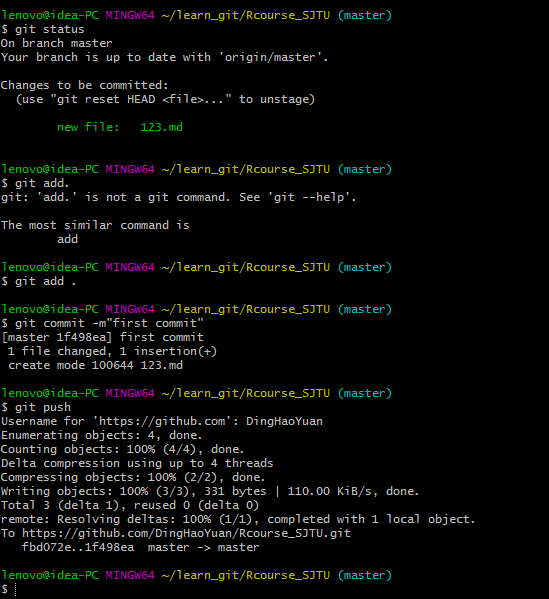 lenovo@idea-PC MINGW64 ~/learn_git/Rcourse_SJTU (master)
$ git status
On branch master
Your branch is up to date with 'origin/master'.
Changes to be committed:
(use "git reset HEAD <file>..." to unstage)
new file:   123.md
lenovo@idea-PC MINGW64 ~/learn_git/Rcourse_SJTU (master)
$ git add.
git: 'add.' is not a git command. See 'git --help'.
The most similar command is
add
lenovo@idea-PC MINGW64 ~/learn_git/Rcourse_SJTU (master)
$ git add .
lenovo@idea-PC MINGW64 ~/learn_git/Rcourse_SJTU (master)
$ git commit -m"first commit"
[master 1f498ea] first commit
1 file changed, 1 insertion(+)
create mode 100644 123.md
lenovo@idea-PC MINGW64 ~/learn_git/Rcourse_SJTU (master)
$ git push
Username for 'https://github.com': DingHaoYuan
Enumerating objects: 4, done.
Counting objects: 100% (4/4), done.
Delta compression using up to 4 threads
Compressing objects: 100% (2/2), done.
Writing objects: 100% (3/3), 331 bytes | 110.00 KiB/s, done.
Total 3 (delta 1), reused 0 (delta 0)
remote: Resolving deltas: 100% (1/1), completed with 1 local object.
To https://github.com/DingHaoYuan/Rcourse_SJTU.git
fbd072e..1f498ea  master -> master
lenovo@idea-PC MINGW64 ~/learn_git/Rcourse_SJTU (master)
$